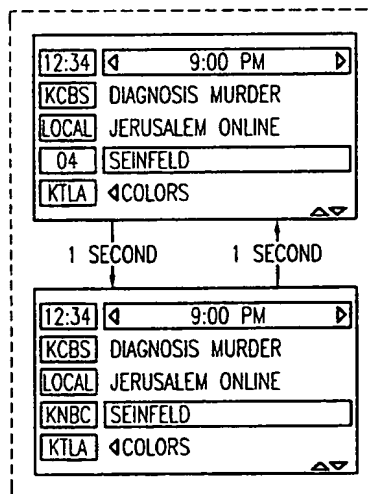 12:34 9:00 PM
KCBS DIAGNOSIS MURDER
LOCAL JERUSALEM ONLINE
04 SEINFELD
KTLA COLORS
1 SECOND 1 SECOND
12:34 9:00 PM
KCBS DIAGNOSIS MURDER
LOCAL JERUSALEM ONLINE
KNBC SEINFELD
KTLA COLORS